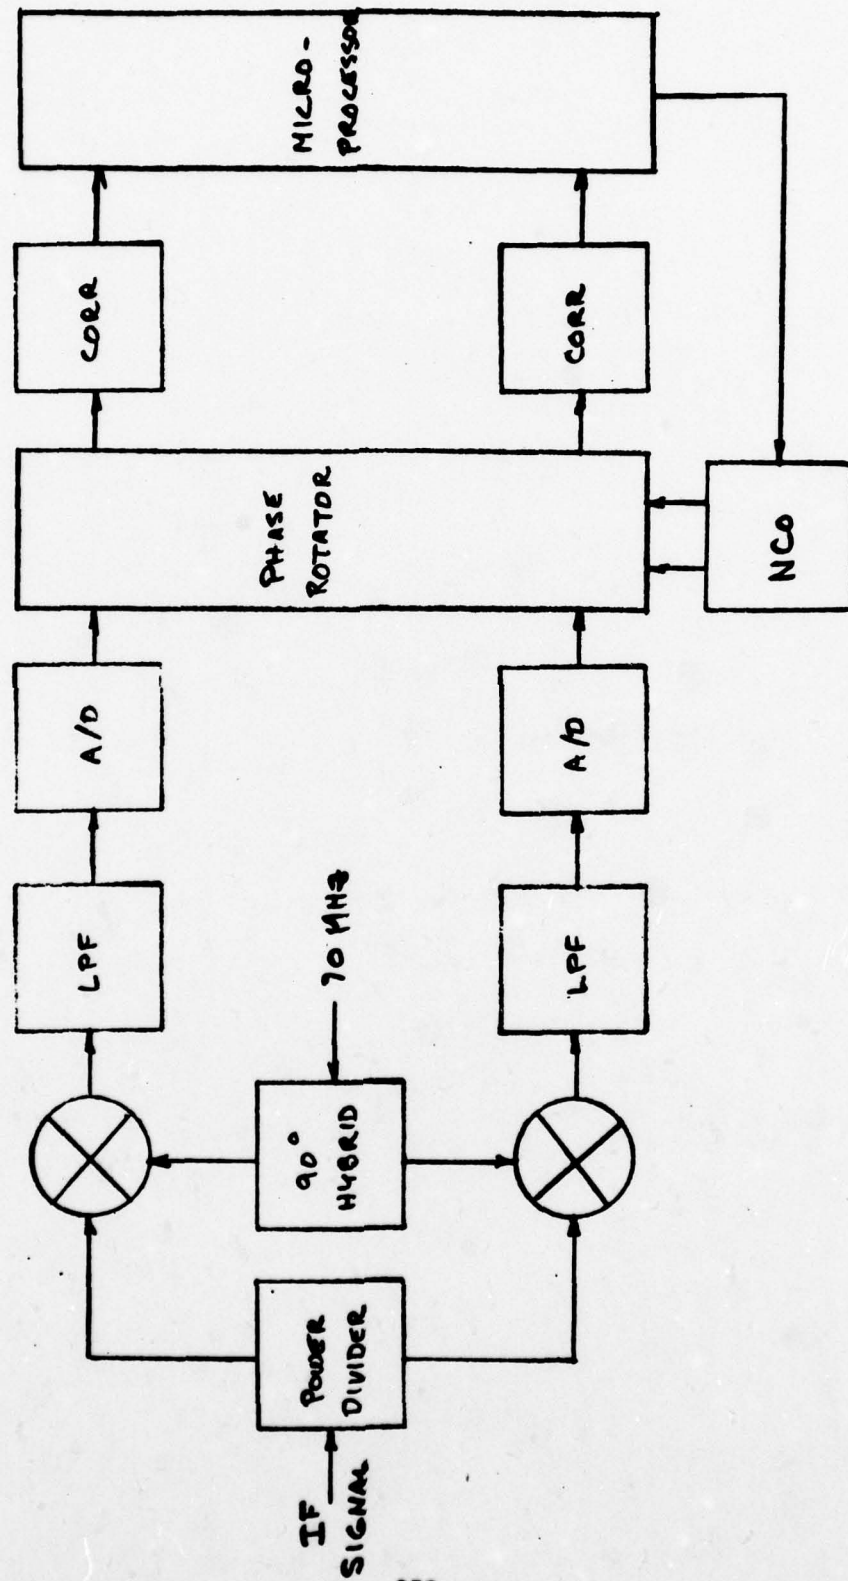 LPF
A/D
CORR
IF
SIGNAL
POWER
DIVIDER
90°
HYBRID
70 MHz
PHASE
ROTATOR
MICRO-
PROCESSOR
LPF
A/D
CORR
NCO